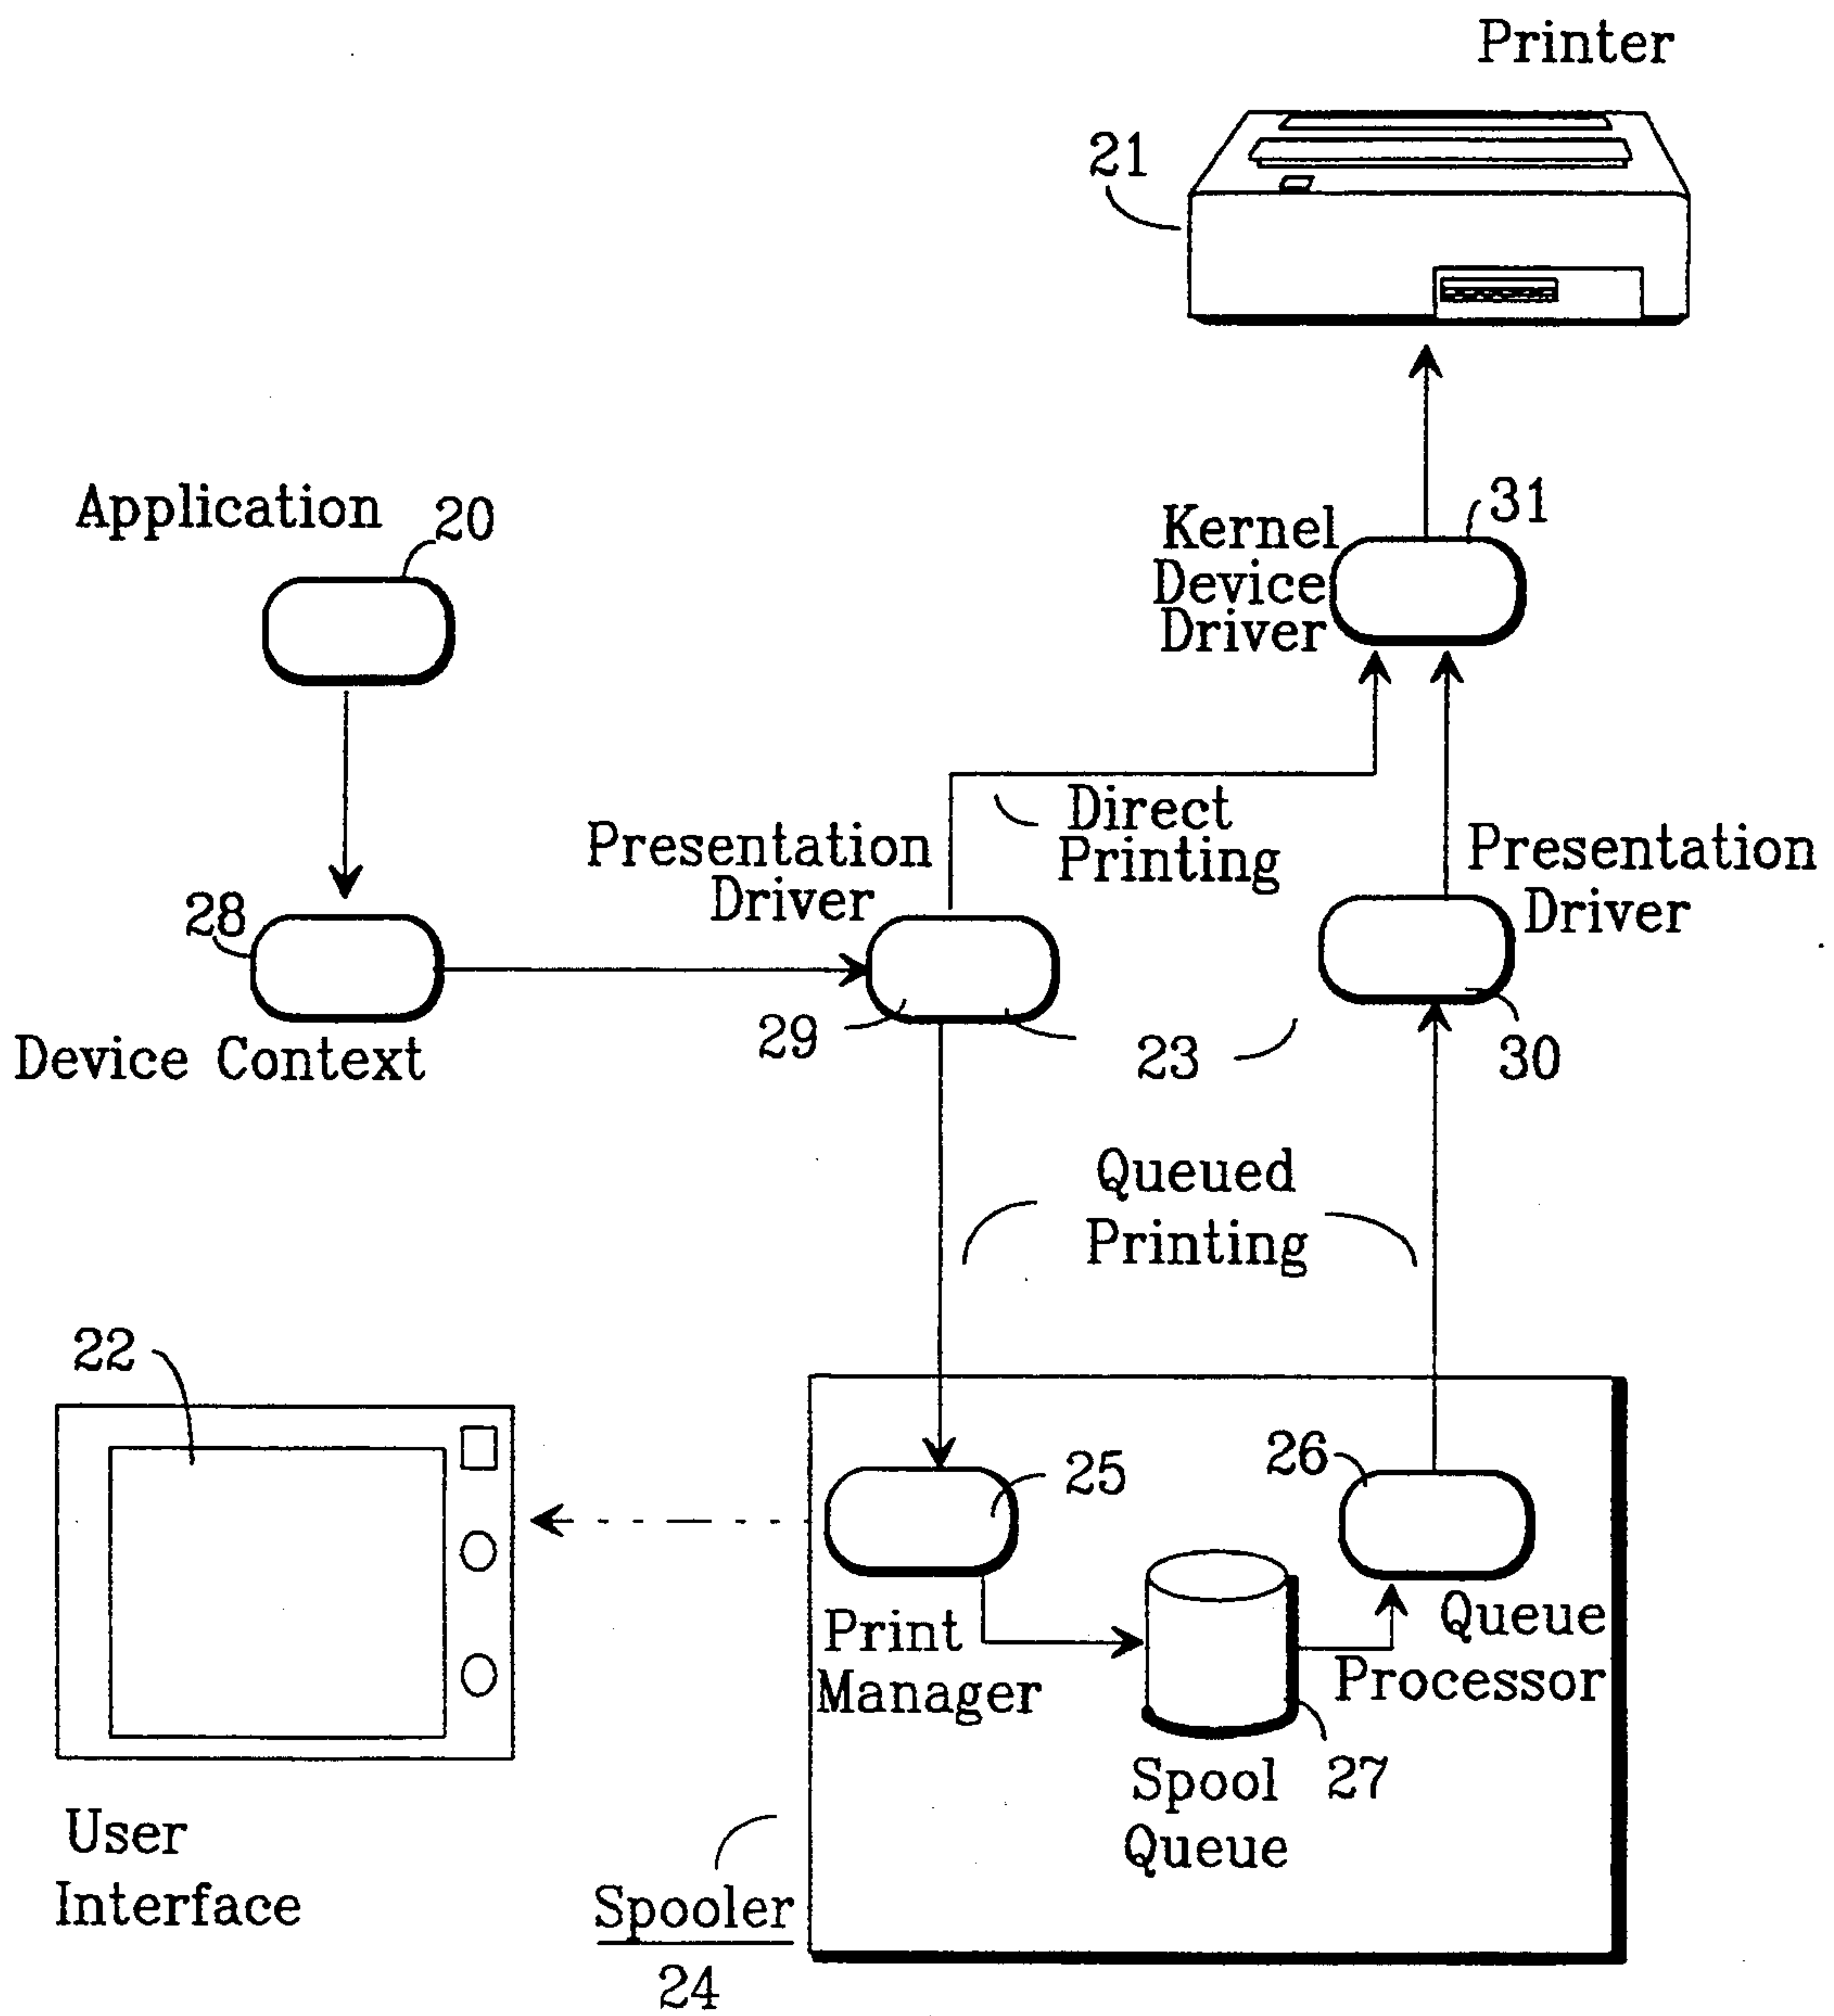 Printer
21
Application
20
Kernel
Device
Driver
31
Direct
Printing
Presentation
Driver
Presentation
Driver
28
29
23
30
Device Context
Queued
Printing
22
25
26
Print
Manager
Queue
Processor
Spool
Queue
27
User
Interface
Spooler
24